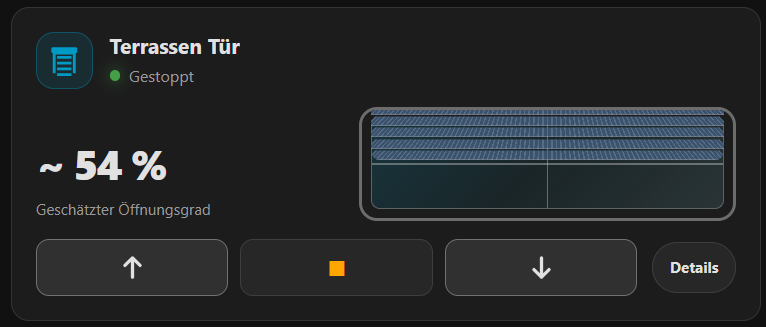 Terrassen Tür
Gestoppt
~ 54 %
Geschätzter Öffnungsgrad
Details